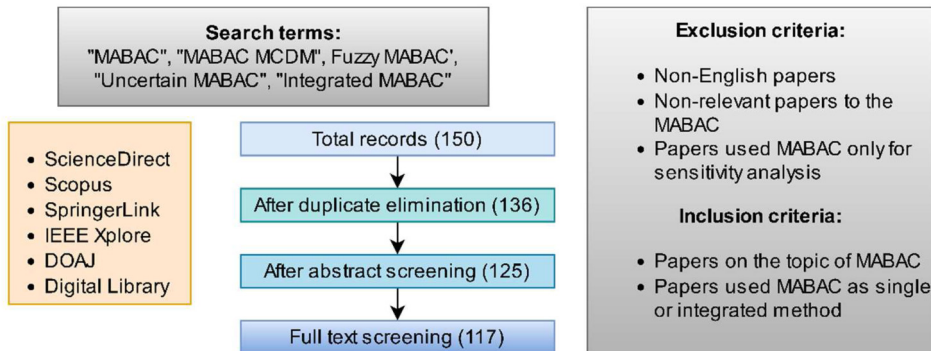 Search terms:
"MABAC", "MABAC MCDM", Fuzzy MABAC',
"Uncertain MABAC", "Integrated MABAC"
• ScienceDirect
• Scopus
• SpringerLink
• IEEE Xplore
• DOAJ
• Digital Library
Total records (150)
After duplicate elimination (136)
After abstract screening (125)
Full text screening (117)
Exclusion criteria:
• Non-English papers
• Non-relevant papers to the
MABAC
• Papers used MABAC only for
sensitivity analysis
Inclusion criteria:
• Papers on the topic of MABAC
• Papers used MABAC as single
or integrated method